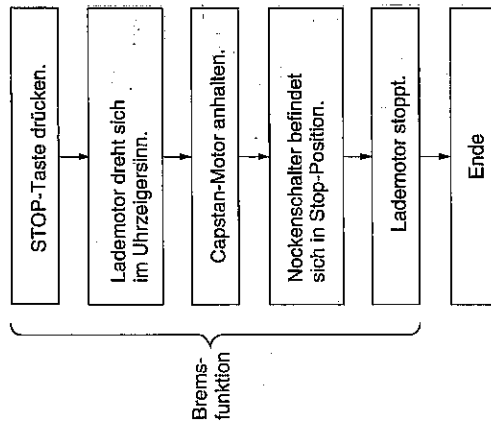 STOP-Taste drücken.
Lademotor dreht sich
im Uhrzeigersinn.
Capstan-Motor anhalten.
Nockenschalter befindet
sich in Stop-Position.
Lademotor stoppt.
Ende
Brems-
funktion